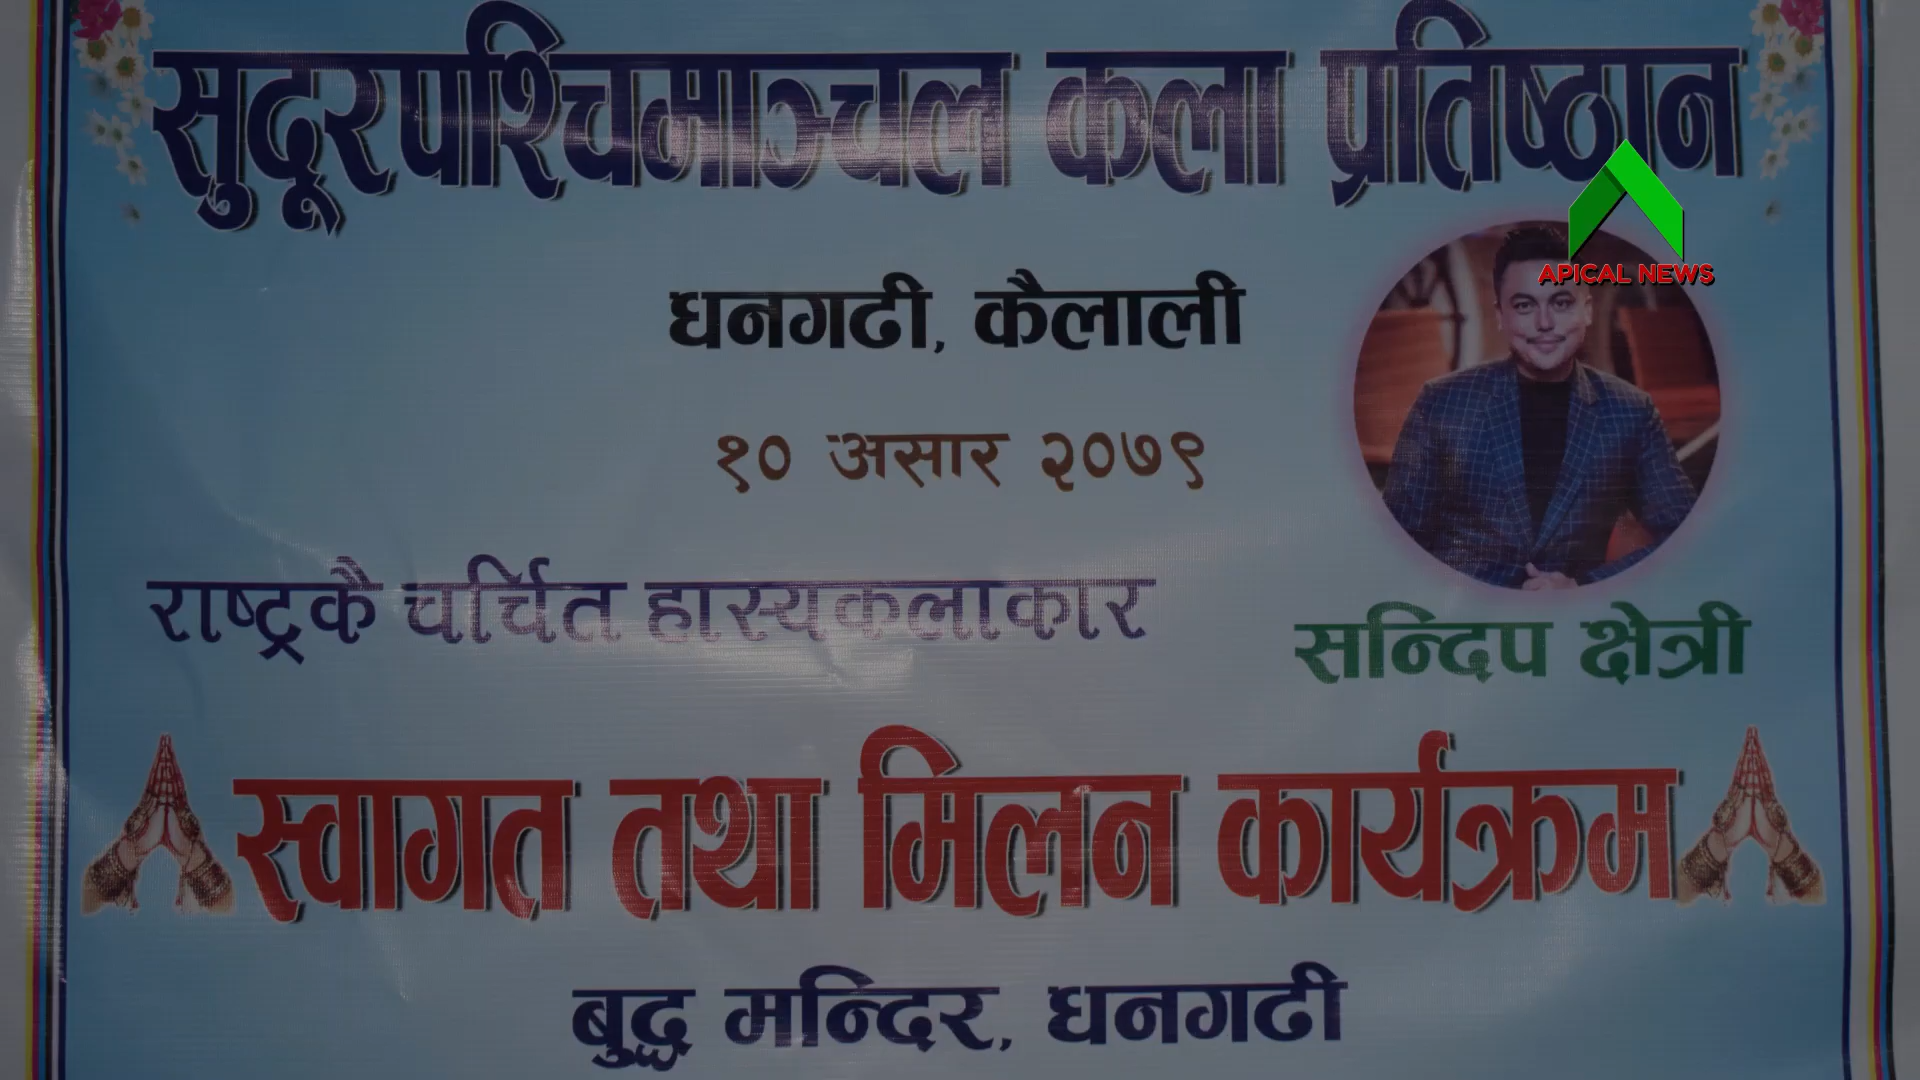 सुदूरपश्चिमाञ्चल कला प्रतिष्ठान
APICAL NEWS
धनगढी, कैलाली
१० असार २०७९
राष्ट्रकै चर्चित हास्यकलाकार
सन्दिप क्षेत्री
स्वागत तथा मिलन कार्यक्रम
बुद्ध मन्दिर, धनगढी